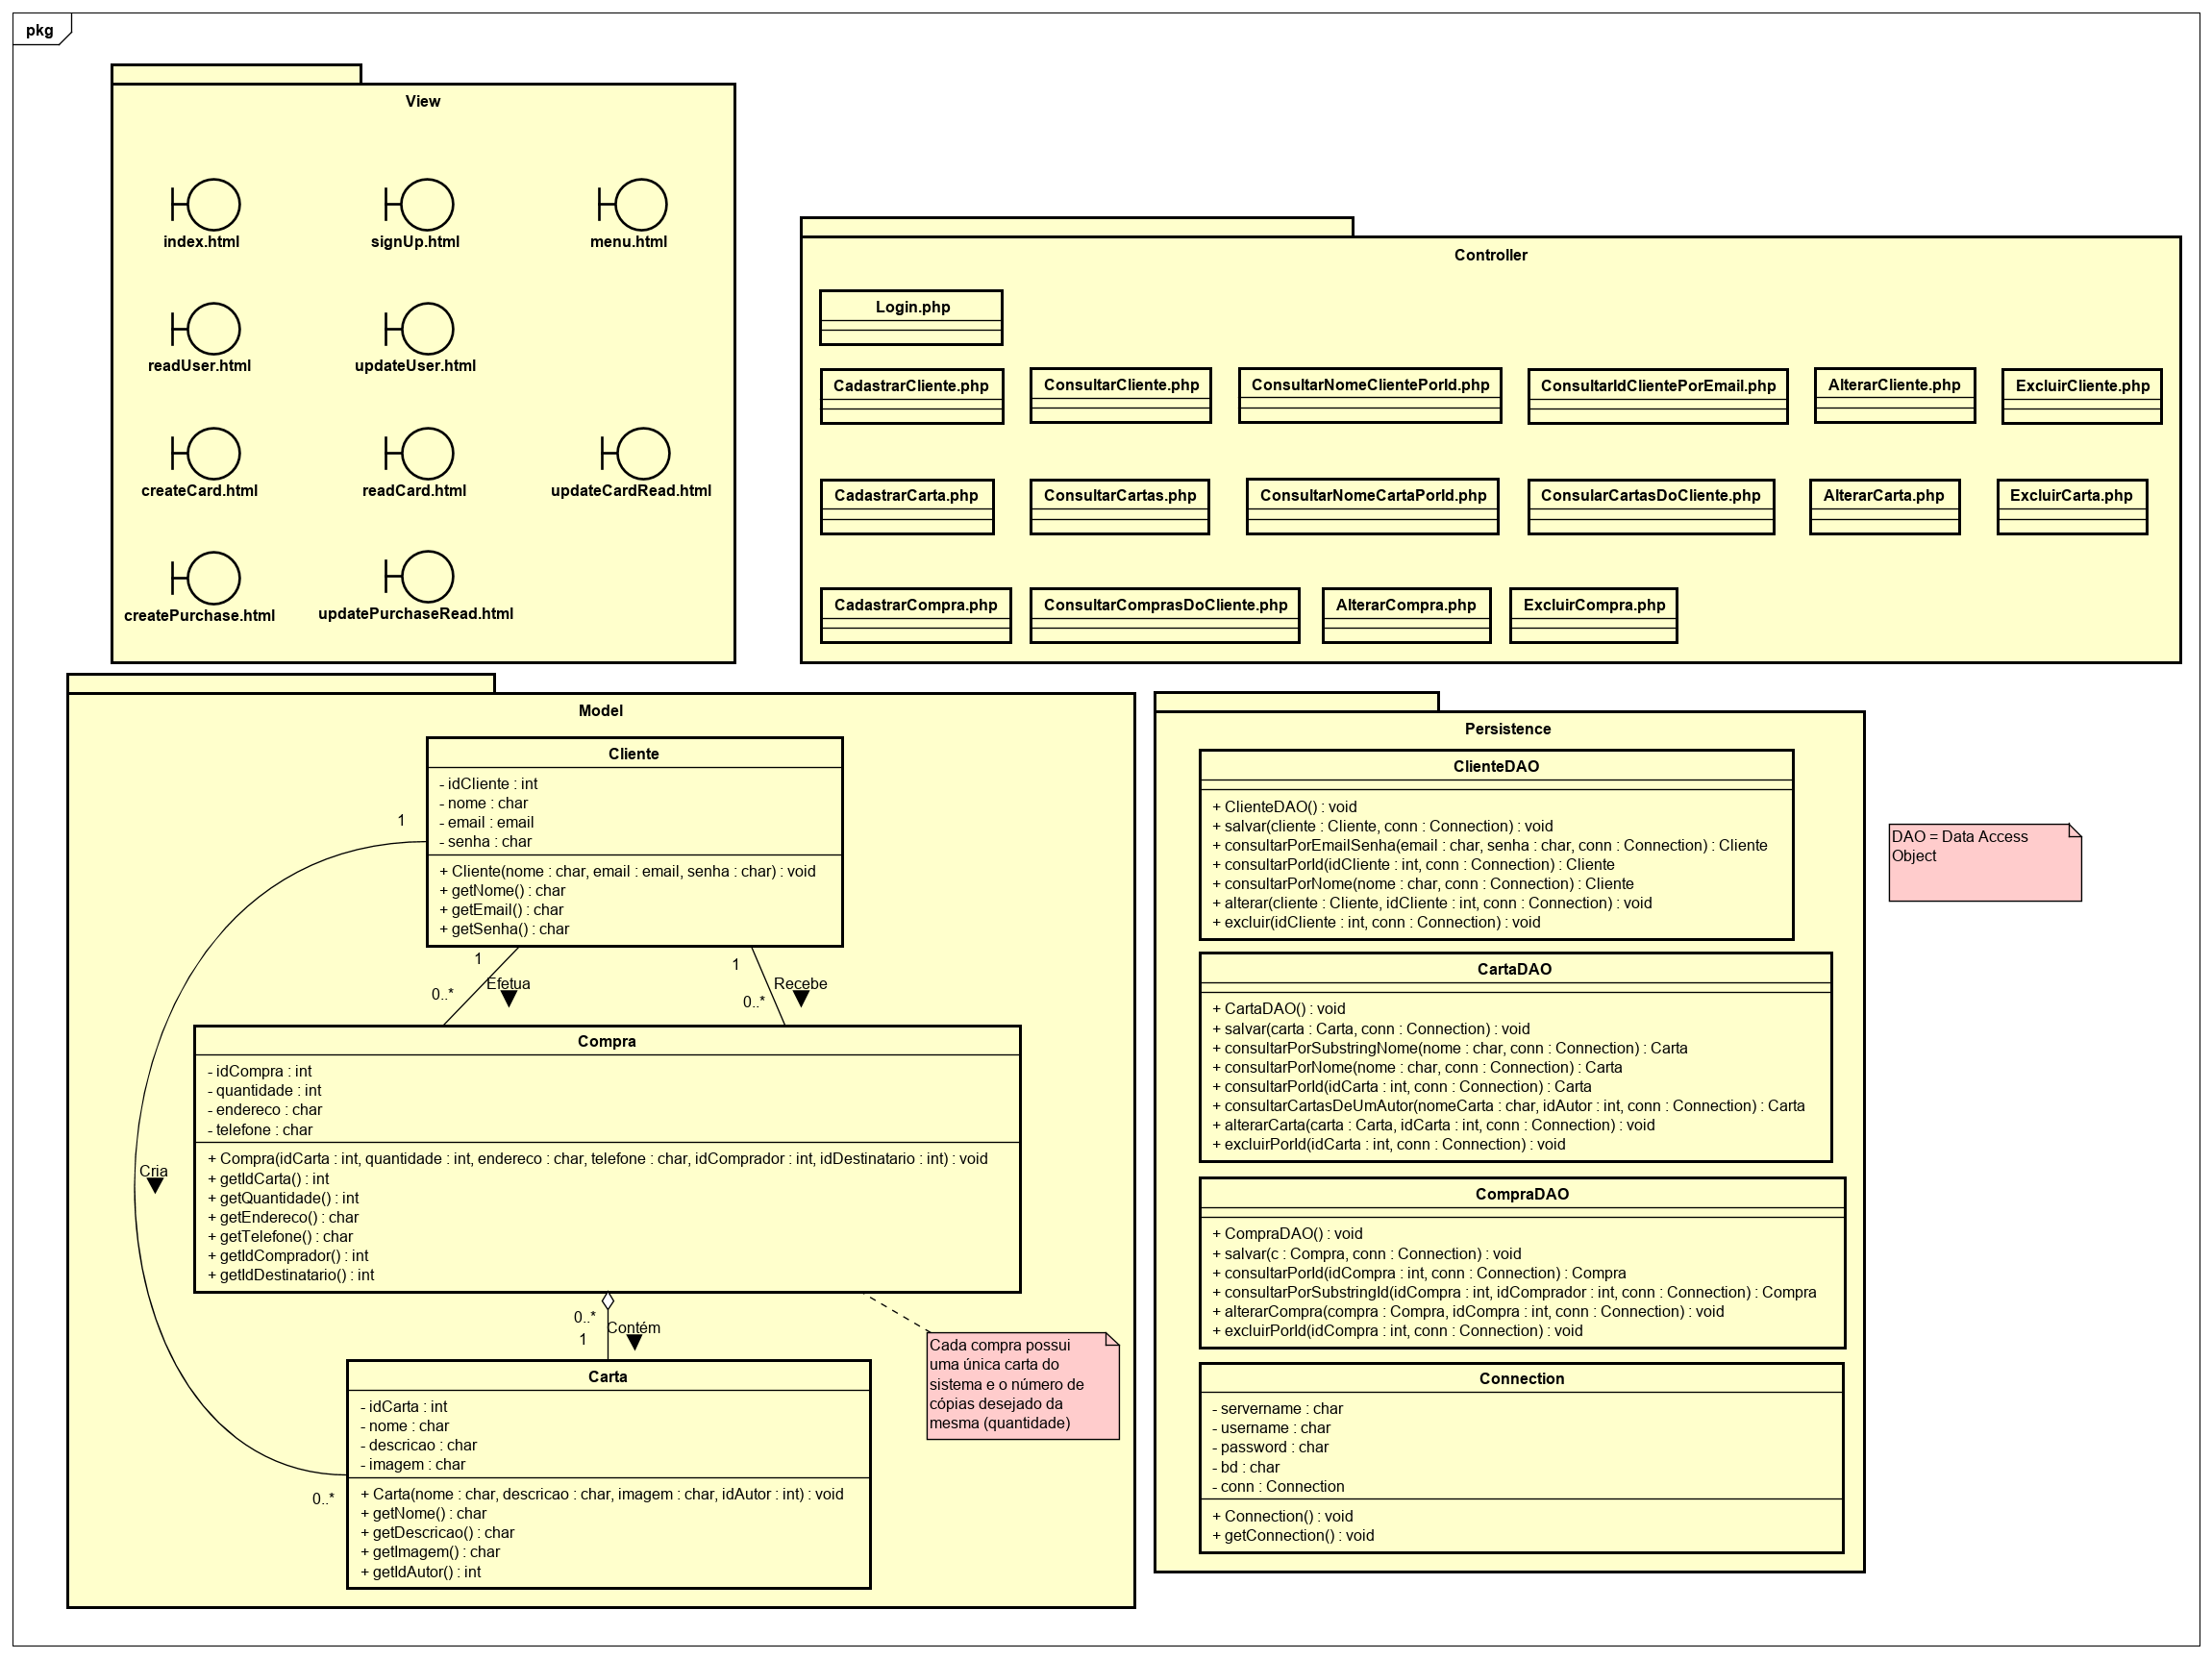 pkg
View
index.html
signUp.html
menu.html
readUser.html
updateUser.html
createCard.html
readCard.html
updateCardRead.html
createPurchase.html
updatePurchaseRead.html
Controller
Login.php
CadastrarCliente.php
ConsultarCliente.php
ConsultarNomeClientePorId.php
ConsultarIdClientePorEmail.php
AlterarCliente.php
ExcluirCliente.php
CadastrarCarta.php
ConsultarCartas.php
ConsultarNomeCartaPorId.php
ConsularCartasDoCliente.php
AlterarCarta.php
ExcluirCarta.php
CadastrarCompra.php
ConsultarComprasDoCliente.php
AlterarCompra.php
ExcluirCompra.php
Model
Cliente
- idCliente : int
- nome : char
- email : email
- senha : char
+ Cliente(nome : char, email : email, senha : char) : void
+ getNome() : char
+ getEmail() : char
+ getSenha() : char
1
1
0..*
Efetua
1
0..*
Recebe
Compra
- idCompra : int
- quantidade : int
- endereco : char
- telefone : char
+ Compra(idCarta : int, quantidade : int, endereco : char, telefone : char, idComprador : int, idDestinatario : int) : void
+ getIdCarta() : int
+ getQuantidade() : int
+ getEndereco() : char
+ getTelefone() : char
+ getIdComprador() : int
+ getIdDestinatario() : int
Cria
0..*
1
Contém
Cada compra possui
uma única carta do
sistema e o número de
cópias desejado da
mesma (quantidade)
Carta
- idCarta : int
- nome : char
- descricao : char
- imagem : char
+ Carta(nome : char, descricao : char, imagem : char, idAutor : int) : void
+ getNome() : char
+ getDescricao() : char
+ getImagem() : char
+ getIdAutor() : int
0..*
Persistence
ClienteDAO
+ ClienteDAO() : void
+ salvar(cliente : Cliente, conn : Connection) : void
+ consultarPorEmailSenha(email : char, senha : char, conn : Connection) : Cliente
+ consultarPorId(idCliente : int, conn : Connection) : Cliente
+ consultarPorNome(nome : char, conn : Connection) : Cliente
+ alterar(cliente : Cliente, idCliente : int, conn : Connection) : void
+ excluir(idCliente : int, conn : Connection) : void
CartaDAO
+ CartaDAO() : void
+ salvar(carta : Carta, conn : Connection) : void
+ consultarPorSubstringNome(nome : char, conn : Connection) : Carta
+ consultarPorNome(nome : char, conn : Connection) : Carta
+ consultarPorId(idCarta : int, conn : Connection) : Carta
+ consultarCartasDeUmAutor(nomeCarta : char, idAutor : int, conn : Connection) : Carta
+ alterarCarta(carta : Carta, idCarta : int, conn : Connection) : void
+ excluirPorId(idCarta : int, conn : Connection) : void
CompraDAO
+ CompraDAO() : void
+ salvar(c : Compra, conn : Connection) : void
+ consultarPorId(idCompra : int, conn : Connection) : Compra
+ consultarPorSubstringId(idCompra : int, idComprador : int, conn : Connection) : Compra
+ alterarCompra(compra : Compra, idCompra : int, conn : Connection) : void
+ excluirPorId(idCompra : int, conn : Connection) : void
Connection
- servername : char
- username : char
- password : char
- bd : char
- conn : Connection
+ Connection() : void
+ getConnection() : void
DAO = Data Access
Object